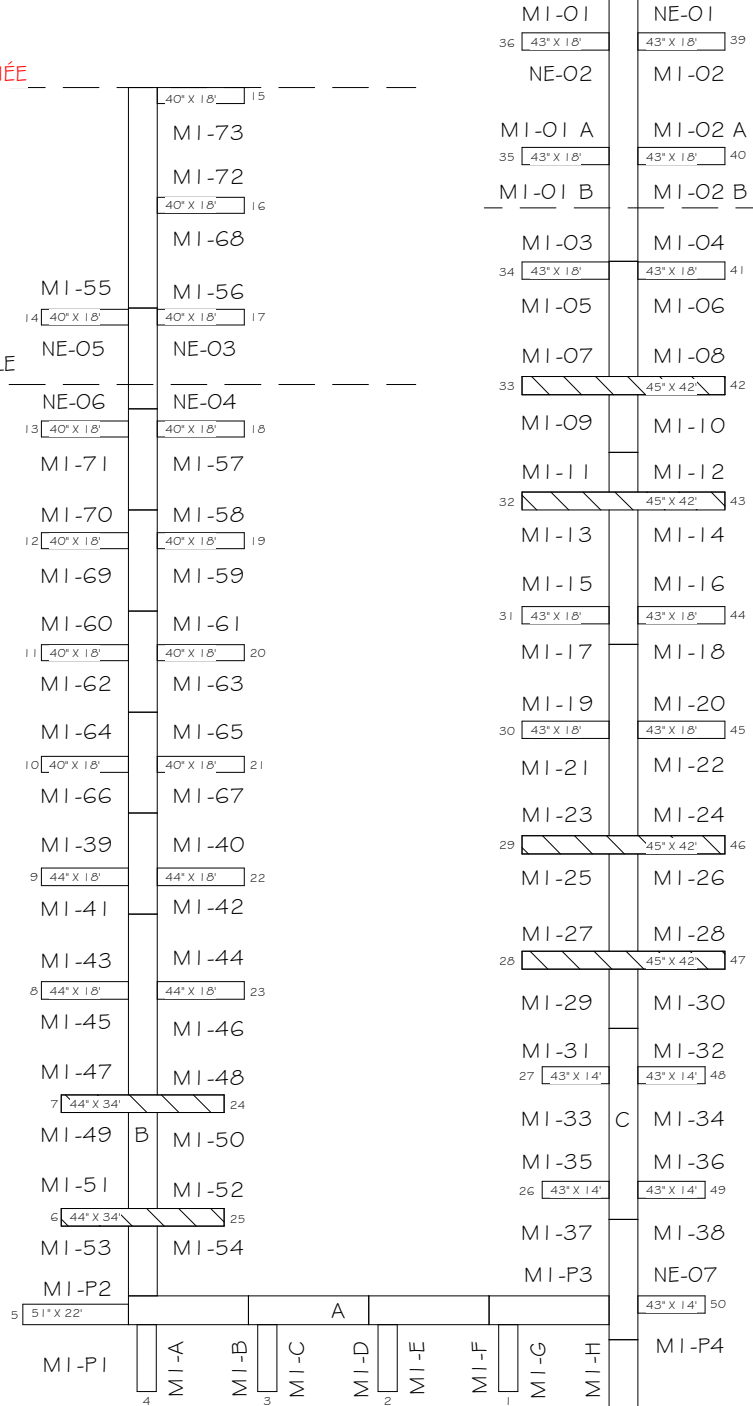 MI-01 NE-01
36 43" X 18' 43" X 18' 39
NE-02 MI-02
MI-01 A MI-02 A
35 43" X 18' 43" X 18' 40
MI-01 B MI-02 B
MI-03 MI-04
34 43" X 18' 43" X 18' 41
MI-05 MI-06
MI-07 MI-08
33 45" X 42' 42
MI-09 MI-10
MI-11 MI-12
32 45" X 42' 43
MI-13 MI-14
MI-15 MI-16
31 43" X 18' 43" X 18' 44
MI-17 MI-18
MI-19 MI-20
30 43" X 18' 43" X 18' 45
MI-21 MI-22
MI-23 MI-24
29 45" X 42' 46
MI-25 MI-26
MI-27 MI-28
28 45" X 42' 47
MI-29 MI-30
MI-31 MI-32
27 43" X 14' 43" X 14' 48
MI-33 C MI-34
MI-35 MI-36
26 43" X 14' 43" X 14' 49
MI-37 MI-38
MI-P3 NE-07
43" X 14' 50
MI-P4
ÉE
40" X 18' 15
MI-73
MI-72
40" X 18' 16
MI-68
MI-55 MI-56
14 40" X 18' 40" X 18' 17
NE-05 NE-03
LE
NE-06 NE-04
13 40" X 18' 40" X 18' 18
MI-71 MI-57
MI-70 MI-58
12 40" X 18' 40" X 18' 19
MI-69 MI-59
MI-60 MI-61
11 40" X 18' 40" X 18' 20
MI-62 MI-63
MI-64 MI-65
10 40" X 18' 40" X 18' 21
MI-66 MI-67
MI-39 MI-40
9 44" X 18' 44" X 18' 22
MI-41 MI-42
MI-43 MI-44
8 44" X 18' 44" X 18' 23
MI-45 MI-46
MI-47 MI-48
7 44" X 34' 24
MI-49 B MI-50
MI-51 MI-52
6 44" X 34' 25
MI-53 MI-54
MI-P2
5 51" X 22' A
MI-P1
MI-A
MI-B
MI-C
MI-D
MI-E
MI-F
MI-G
MI-H
4 3 2 1